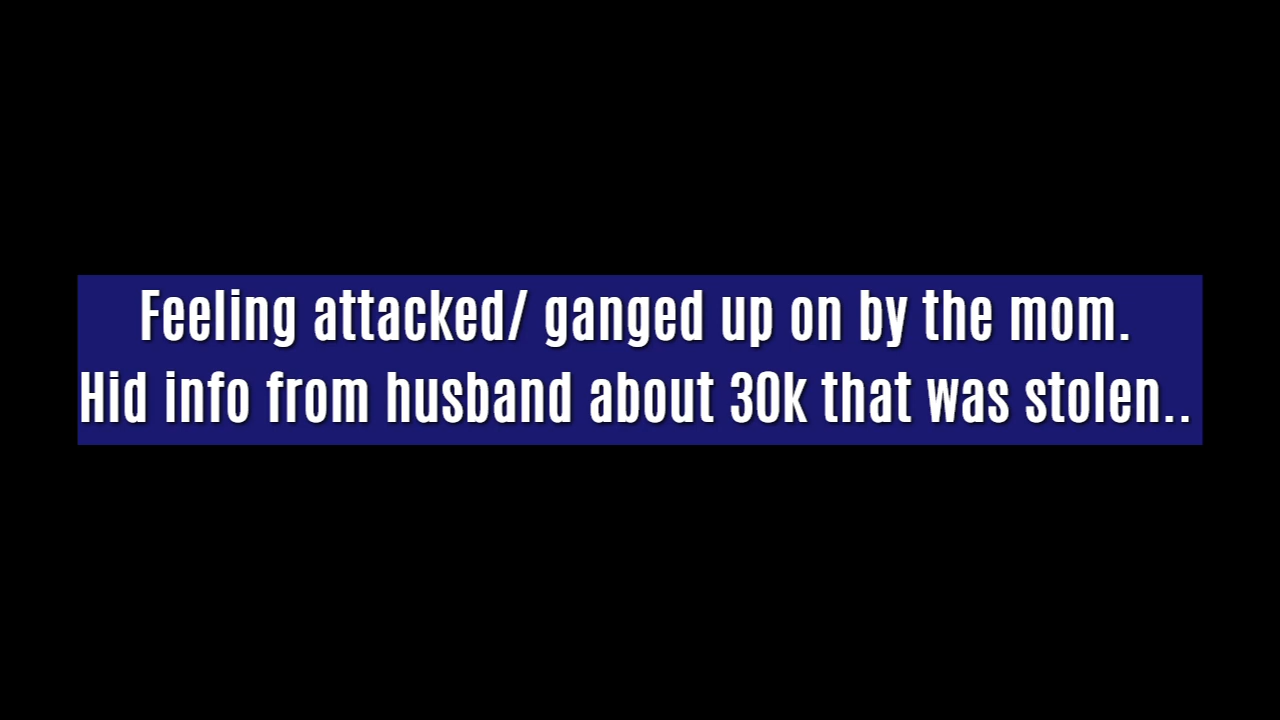 Feeling attacked/ ganged up on by the mom.
Hid info from husband about 30k that was stolen..